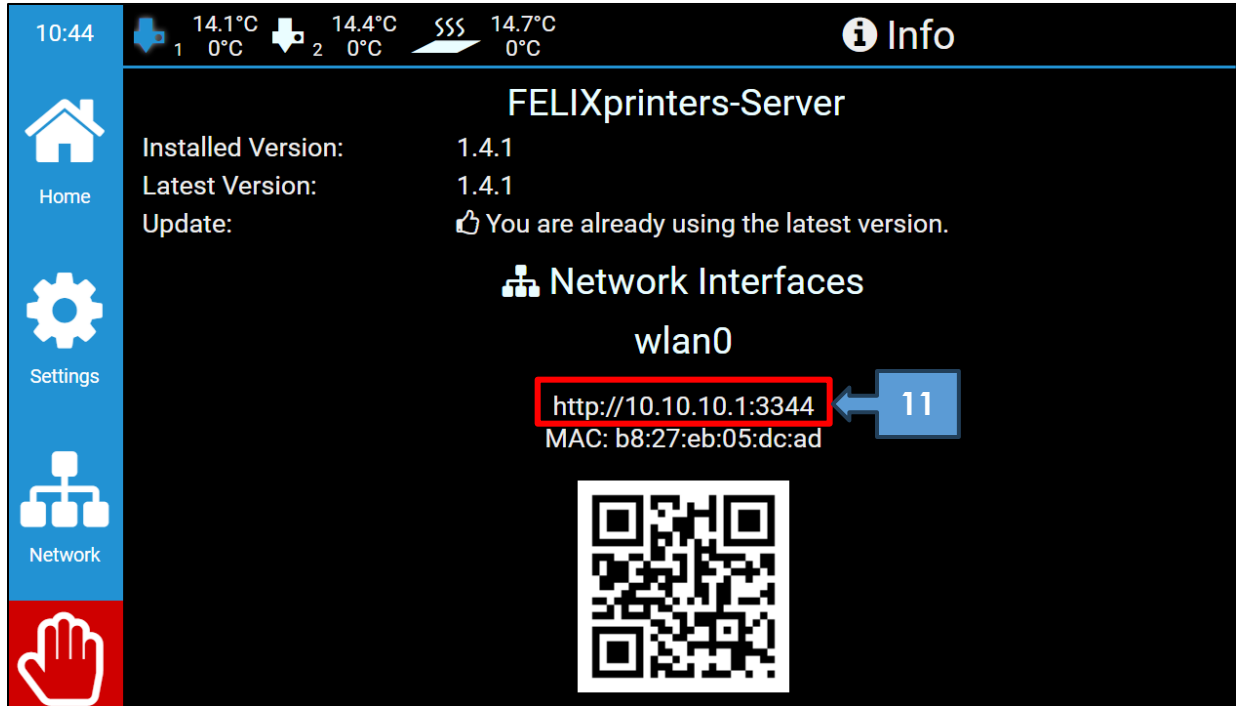 10:44
1 14.1°C 0°C 2 14.4°C 0°C 14.7°C 0°C
Info
Home
Settings
Network
FELIXprinters-Server
Installed Version: 1.4.1
Latest Version: 1.4.1
Update: You are already using the latest version.
Network Interfaces
wlan0
http://10.10.10.1:3344
11
MAC: b8:27:eb:05:dc:ad